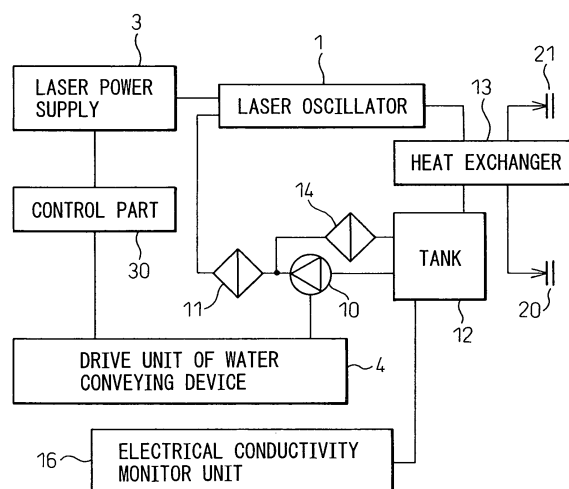 3
LASER POWER
SUPPLY
1
LASER OSCILLATOR
21
13
HEAT EXCHANGER
CONTROL PART
30
14
TANK
11
10
12
20
DRIVE UNIT OF WATER
CONVEYING DEVICE
4
16
ELECTRICAL CONDUCTIVITY
MONITOR UNIT